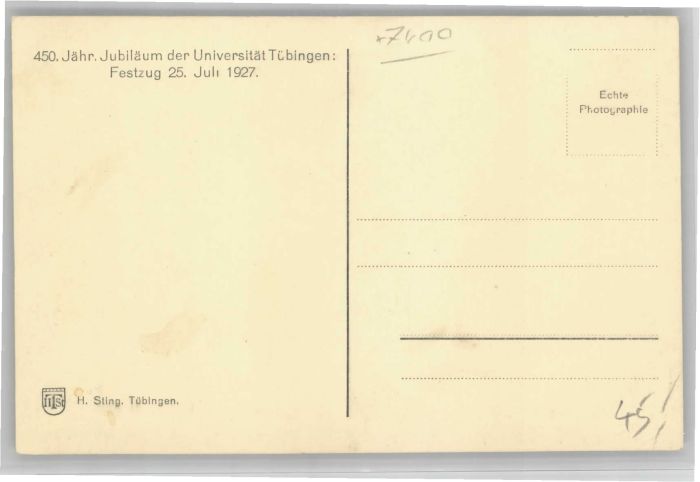 450. Jähr. Jubiläum der Universität Tübingen:
Festzug 25. Juli 1927.
*7400
Echte
Photographie
H. Sting, Tübingen.
45,